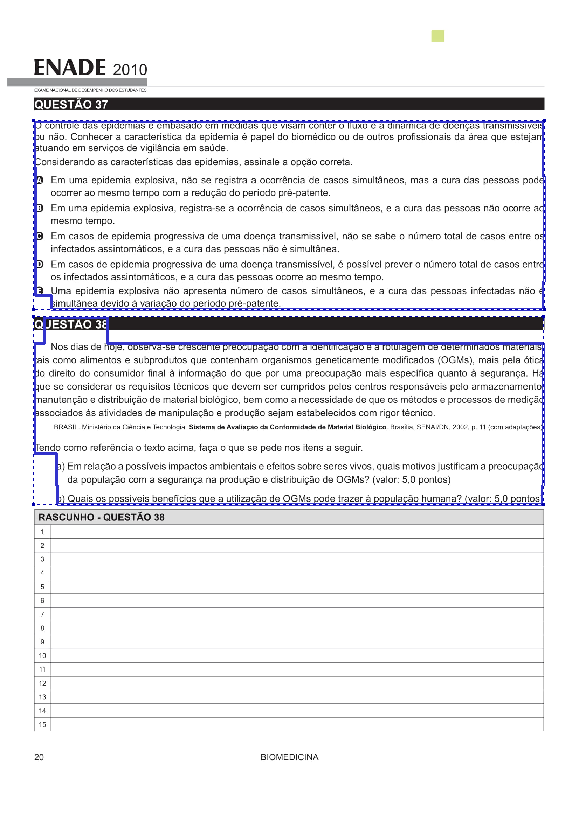 ENADE 2010
EXAME NACIONAL DE DESEMPENHO DOS ESTUDANTES
QUESTÃO 37
O controle das epidemias é embasado em medidas que visam conter o fluxo e a dinâmica de doenças transmissíveis
ou não. Conhecer a característica da epidemia é papel do biomédico ou de outros profissionais da área que estejam
atuando em serviços de vigilância em saúde.
Considerando as características das epidemias, assinale a opção correta.
A Em uma epidemia explosiva, não se registra a ocorrência de casos simultâneos, mas a cura das pessoas pode
ocorrer ao mesmo tempo com a redução do período pré-patente.
B Em uma epidemia explosiva, registra-se a ocorrência de casos simultâneos, e a cura das pessoas não ocorre ao
mesmo tempo.
C Em casos de epidemia progressiva de uma doença transmissível, não se sabe o número total de casos entre os
infectados assintomáticos, e a cura das pessoas não é simultânea.
D Em casos de epidemia progressiva de uma doença transmissível, é possível prever o número total de casos entre
os infectados assintomáticos, e a cura das pessoas ocorre ao mesmo tempo.
E Uma epidemia explosiva não apresenta número de casos simultâneos, e a cura das pessoas infectadas não é
simultânea devido à variação do período pré-patente.
QUESTÃO 38
Nos dias de hoje, observa-se crescente preocupação com a identificação e a rotulagem de determinados materiais,
tais como alimentos e subprodutos que contenham organismos geneticamente modificados (OGMs), mais pela ótica
do direito do consumidor final à informação do que por uma preocupação mais específica quanto à segurança. Há
que se considerar os requisitos técnicos que devem ser cumpridos pelos centros responsáveis pelo armazenamento,
manutenção e distribuição de material biológico, bem como a necessidade de que os métodos e processos de medição
associados às atividades de manipulação e produção sejam estabelecidos com rigor técnico.
BRASIL, Ministério da Ciência e Tecnologia. Sistema de Avaliação da Conformidade de Material Biológico. Brasília, SENAI/DN, 2002, p. 11 (com adaptações).
Tendo como referência o texto acima, faça o que se pede nos itens a seguir.
a) Em relação a possíveis impactos ambientais e efeitos sobre seres vivos, quais motivos justificam a preocupação
da população com a segurança na produção e distribuição de OGMs? (valor: 5,0 pontos)
b) Quais os possíveis benefícios que a utilização de OGMs pode trazer à população humana? (valor: 5,0 pontos)
RASCUNHO - QUESTÃO 38
1
2
3
4
5
6
7
8
9
10
11
12
13
14
15
20 BIOMEDICINA